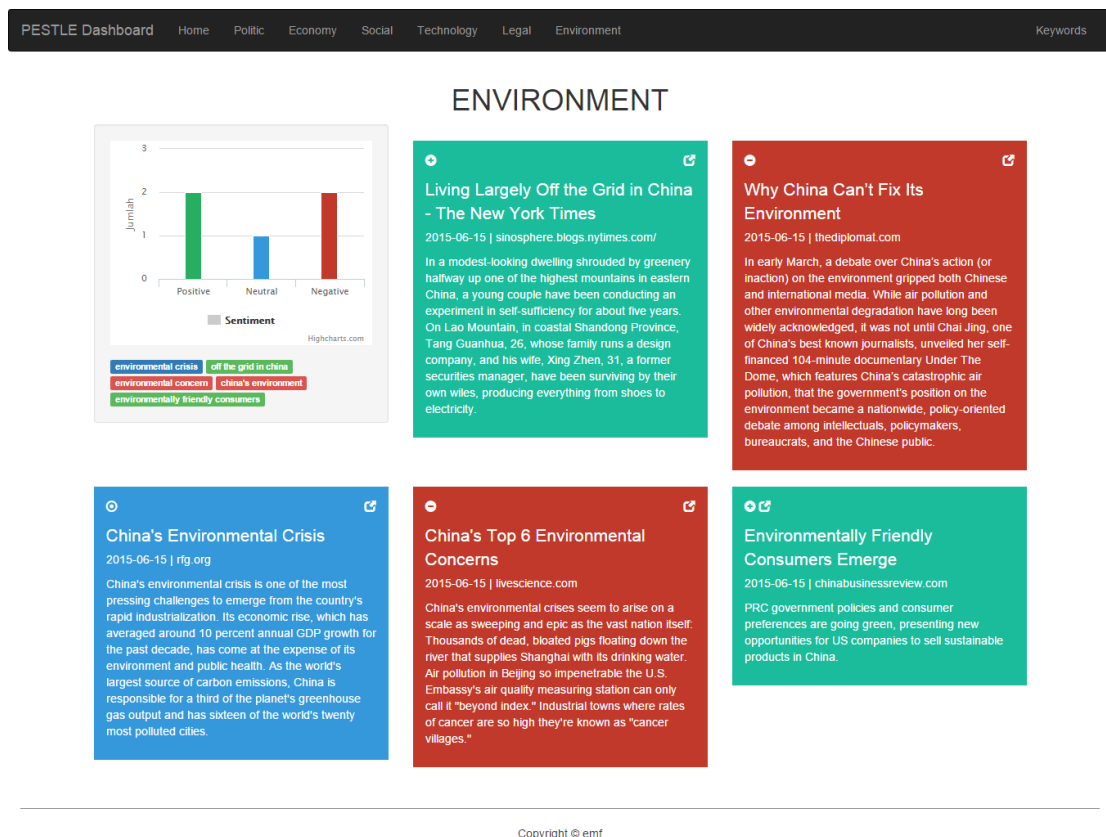 PESTLE Dashboard Home Politic Economy Social Technology Legal Environment Keywords
ENVIRONMENT
3
2
1
0
Jumlah
Positive Neutral Negative
Sentiment
Highcharts.com
environmental crisis off the grid in china
environmental concern china's environment
environmentally friendly consumers
Living Largely Off the Grid in China
- The New York Times
2015-06-15 | sinosphere.blogs.nytimes.com/
In a modest-looking dwelling shrouded by greenery
halfway up one of the highest mountains in eastern
China, a young couple have been conducting an
experiment in self-sufficiency for about five years.
On Lao Mountain, in coastal Shandong Province,
Tang Guanhua, 26, whose family runs a design
company, and his wife, Xing Zhen, 31, a former
securities manager, have been surviving by their
own wiles, producing everything from shoes to
electricity.
Why China Can't Fix Its
Environment
2015-06-15 | thediplomat.com
In early March, a debate over China's action (or
inaction) on the environment gripped both Chinese
and international media. While air pollution and
other environmental degradation have long been
widely acknowledged, it was not until Chai Jing, one
of China's best known journalists, unveiled her self-
financed 104-minute documentary Under The
Dome, which features China's catastrophic air
pollution, that the government's position on the
environment became a nationwide, policy-oriented
debate among intellectuals, policymakers,
bureaucrats, and the Chinese public.
China's Environmental Crisis
2015-06-15 | rfg.org
China's environmental crisis is one of the most
pressing challenges to emerge from the country's
rapid industrialization. Its economic rise, which has
averaged around 10 percent annual GDP growth for
the past decade, has come at the expense of its
environment and public health. As the world's
largest source of carbon emissions, China is
responsible for a third of the planet's greenhouse
gas output and has sixteen of the world's twenty
most polluted cities.
China's Top 6 Environmental
Concerns
2015-06-15 | livescience.com
China's environmental crises seem to arise on a
scale as sweeping and epic as the vast nation itself:
Thousands of dead, bloated pigs floating down the
river that supplies Shanghai with its drinking water.
Air pollution in Beijing so impenetrable the U.S.
Embassy's air quality measuring station can only
call it "beyond index." Industrial towns where rates
of cancer are so high they're known as "cancer
villages."
Environmentally Friendly
Consumers Emerge
2015-06-15 | chinabusinessreview.com
PRC government policies and consumer
preferences are going green, presenting new
opportunities for US companies to sell sustainable
products in China.
Copyright © emf